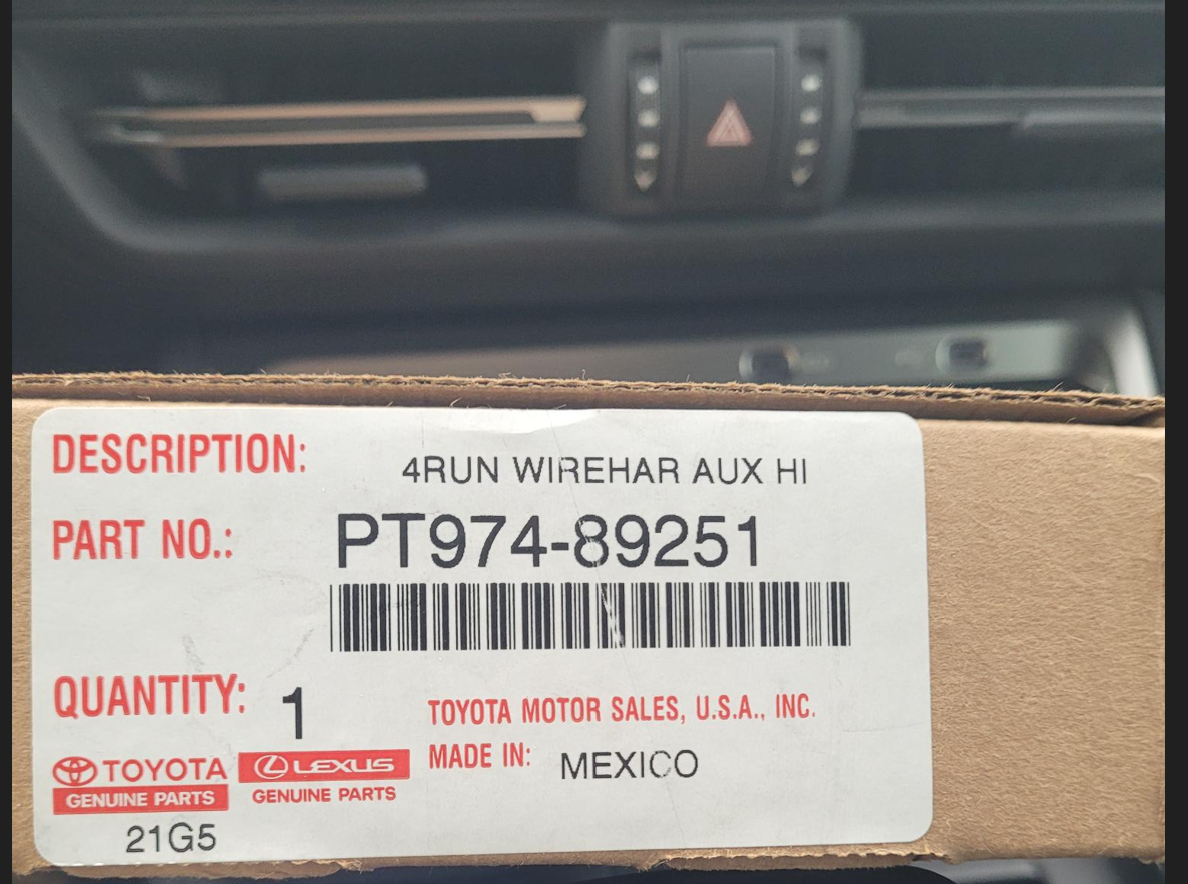 DESCRIPTION: 4RUN WIREHAR AUX HI
PART NO.: PT974-89251
QUANTITY: 1
TOYOTA MOTOR SALES, U.S.A., INC.
MADE IN: MEXICO
TOYOTA
GENUINE PARTS
LEXUS
GENUINE PARTS
21G5